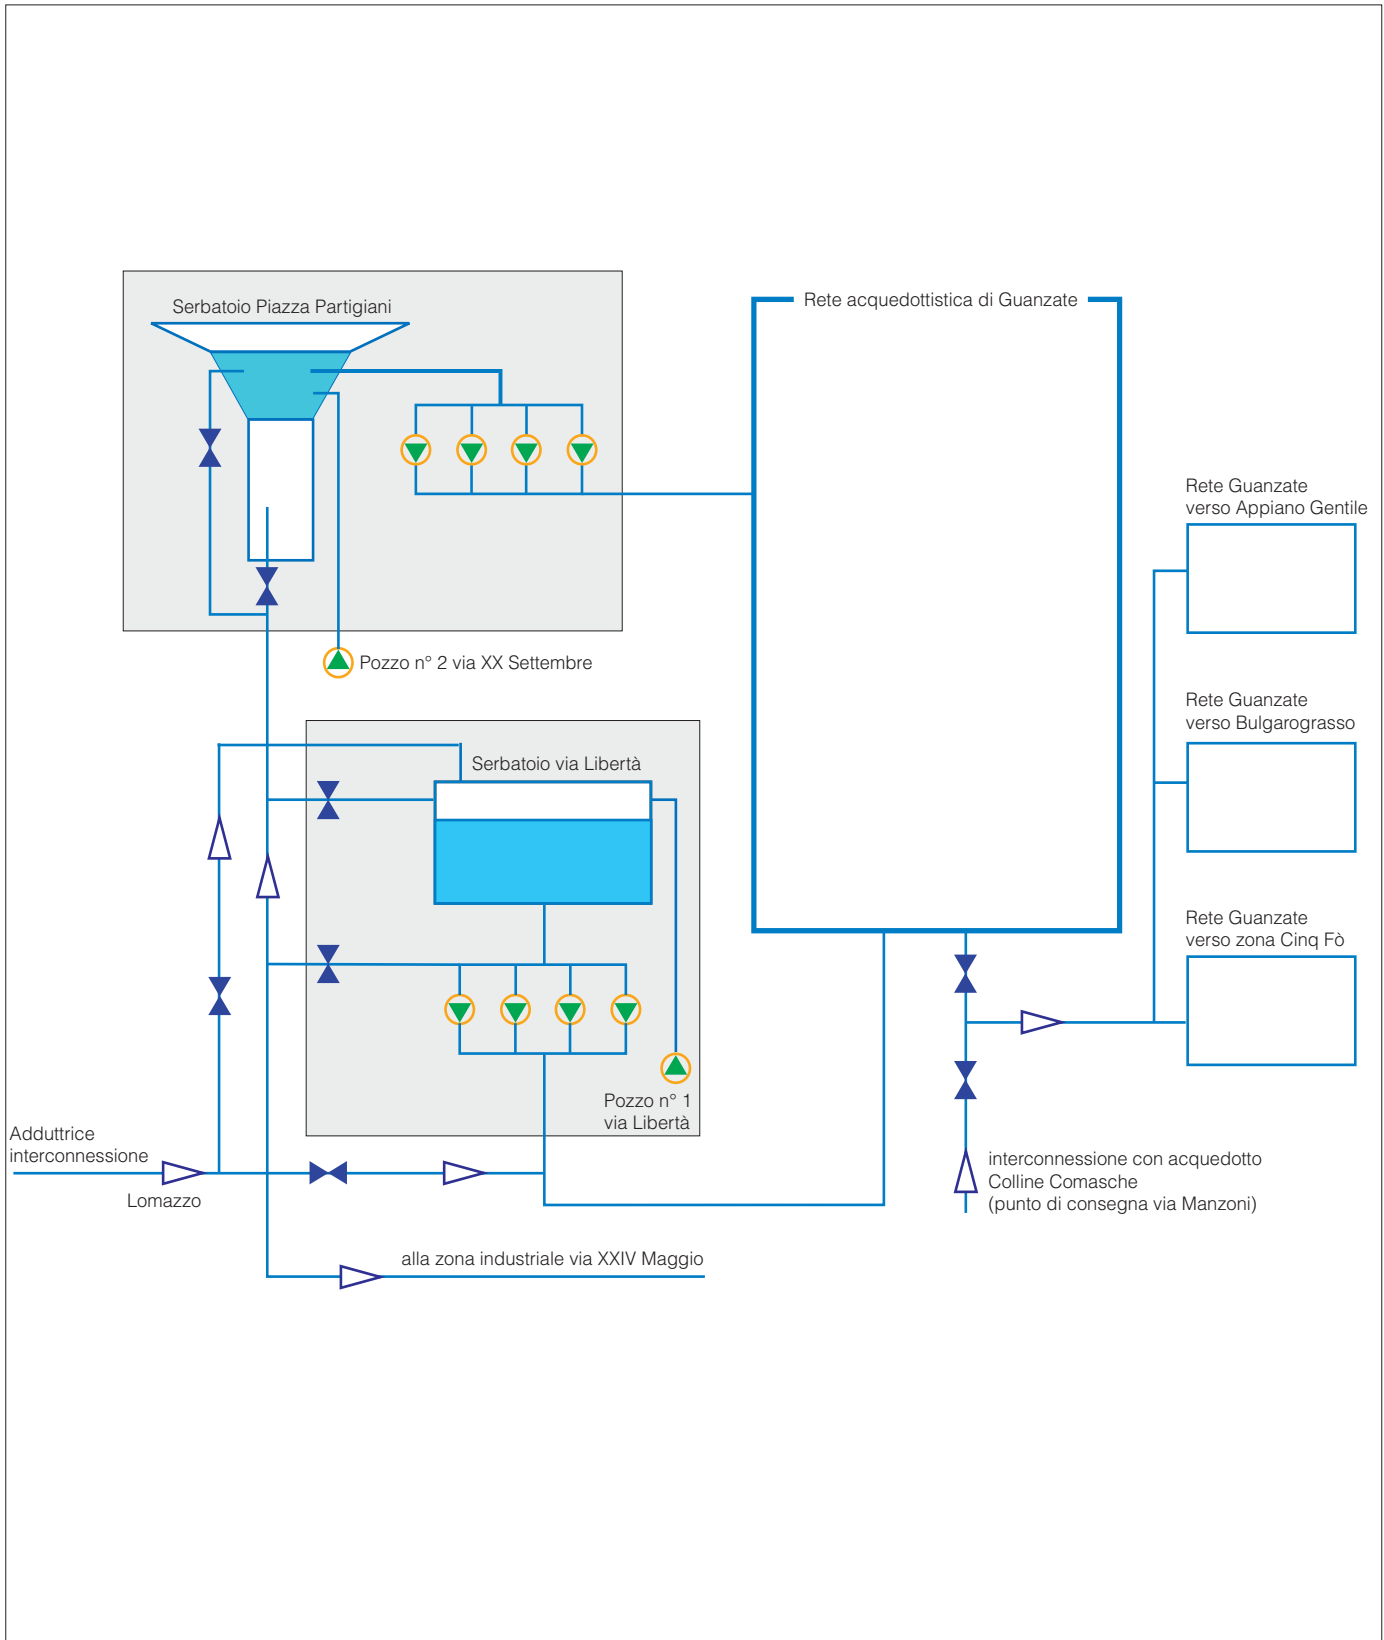 Serbatoio Piazza Partigiani
Rete acquedottistica di Guanzate
Rete Guanzate
verso Appiano Gentile
Pozzo n° 2 via XX Settembre
Rete Guanzate
verso Bulgarograsso
Serbatoio via Libertà
Rete Guanzate
verso zona Cinq Fò
Pozzo n° 1
via Libertà
Adduttrice
interconnessione
Lomazzo
interconnessione con acquedotto
Colline Comasche
(punto di consegna via Manzoni)
alla zona industriale via XXIV Maggio